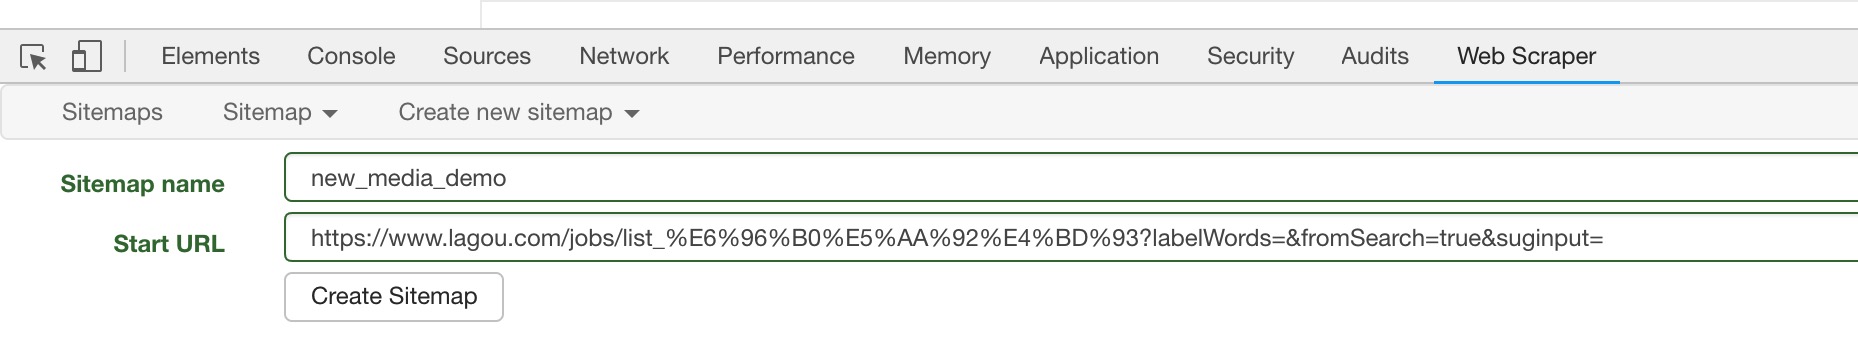 Elements Console Sources Network Performance Memory Application Security Audits Web Scraper
Sitemaps Sitemap Create new sitemap
Sitemap name new_media_demo
Start URL https://www.lagou.com/jobs/list_%E6%96%B0%E5%AA%92%E4%BD%93?labelWords=&fromSearch=true&suginput=
Create Sitemap